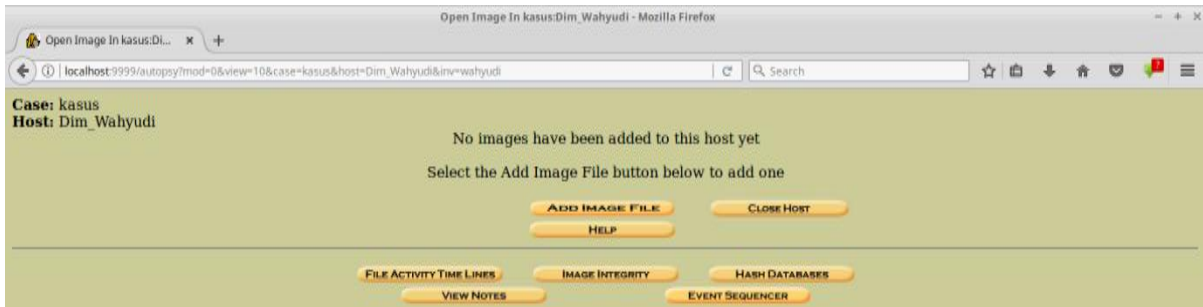 Open Image In kasus:Dim_Wahyudi - Mozilla Firefox
Open Image In kasus:Di...
localhost:9999/autopsy?mod=0&view=10&case=kasus&host=Dim_Wahyudi&inv=wahyudi
Search
Case: kasus
Host: Dim_Wahyudi
No images have been added to this host yet
Select the Add Image File button below to add one
ADD IMAGE FILE CLOSE HOST
HELP
FILE ACTIVITY TIME LINES IMAGE INTEGRITY HASH DATABASES
VIEW NOTES EVENT SEQUENCER